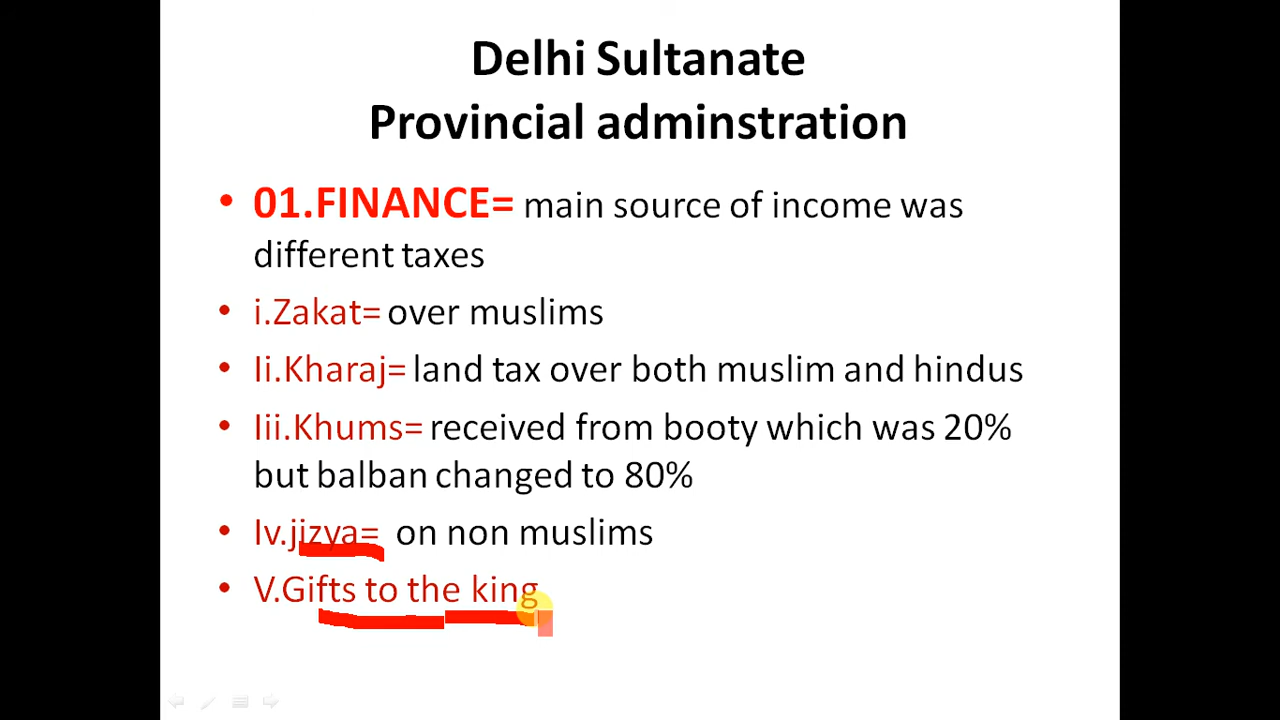 Delhi Sultanate
Provincial adminstration
• 01.FINANCE= main source of income was
different taxes
• i.Zakat= over muslims
• Ii.Kharaj= land tax over both muslim and hindus
• Iii.Khums= received from booty which was 20%
but balban changed to 80%
• Iv.jizya= on non muslims
• V.Gifts to the king